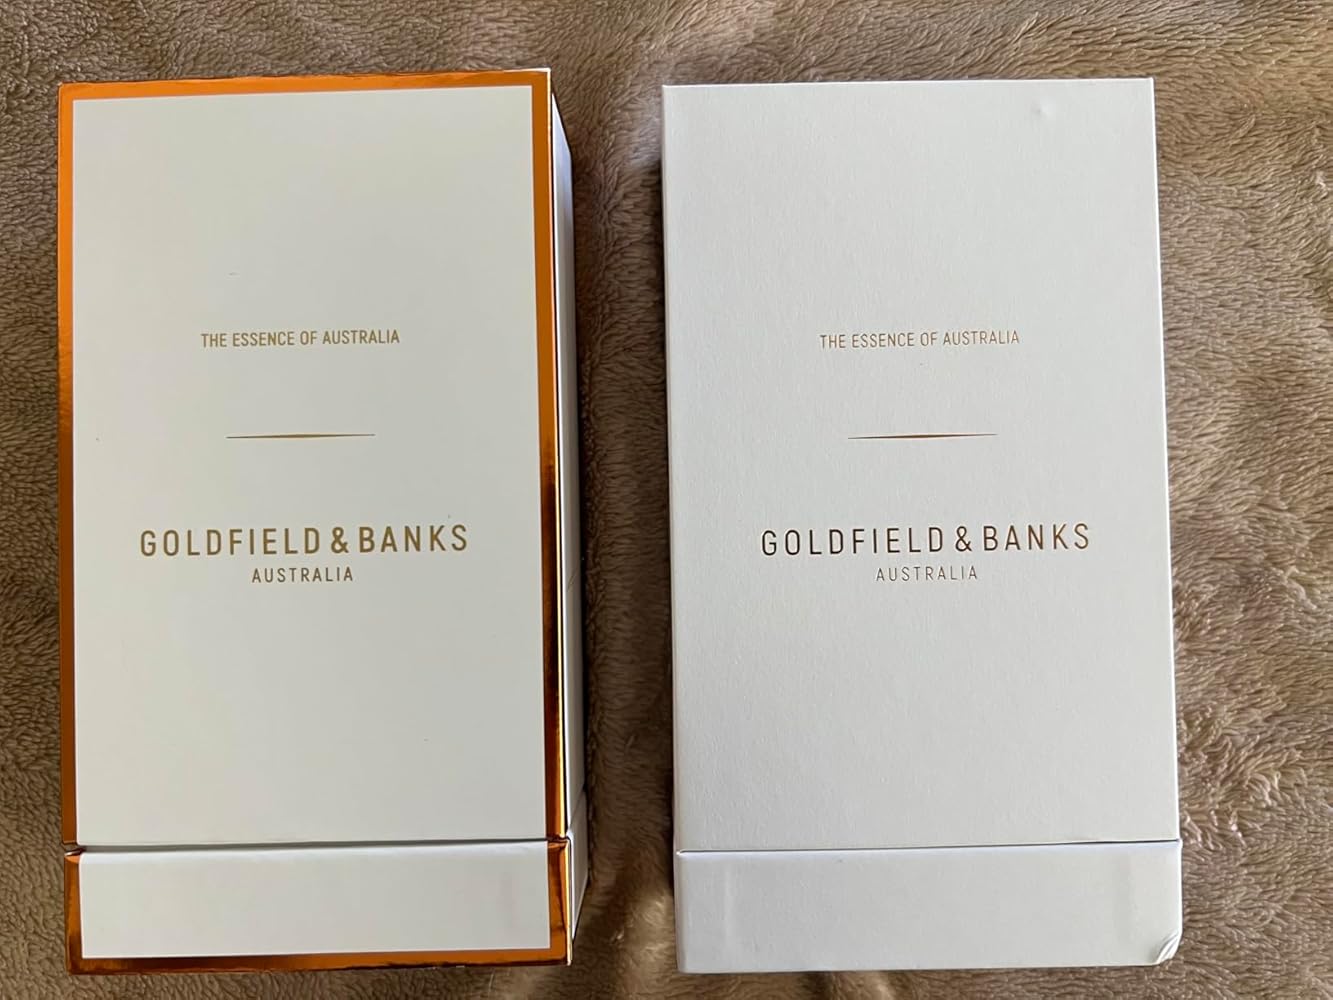 THE ESSENCE OF AUSTRALIA
GOLDFIELD & BANKS
AUSTRALIA
THE ESSENCE OF AUSTRALIA
GOLDFIELD & BANKS
AUSTRALIA